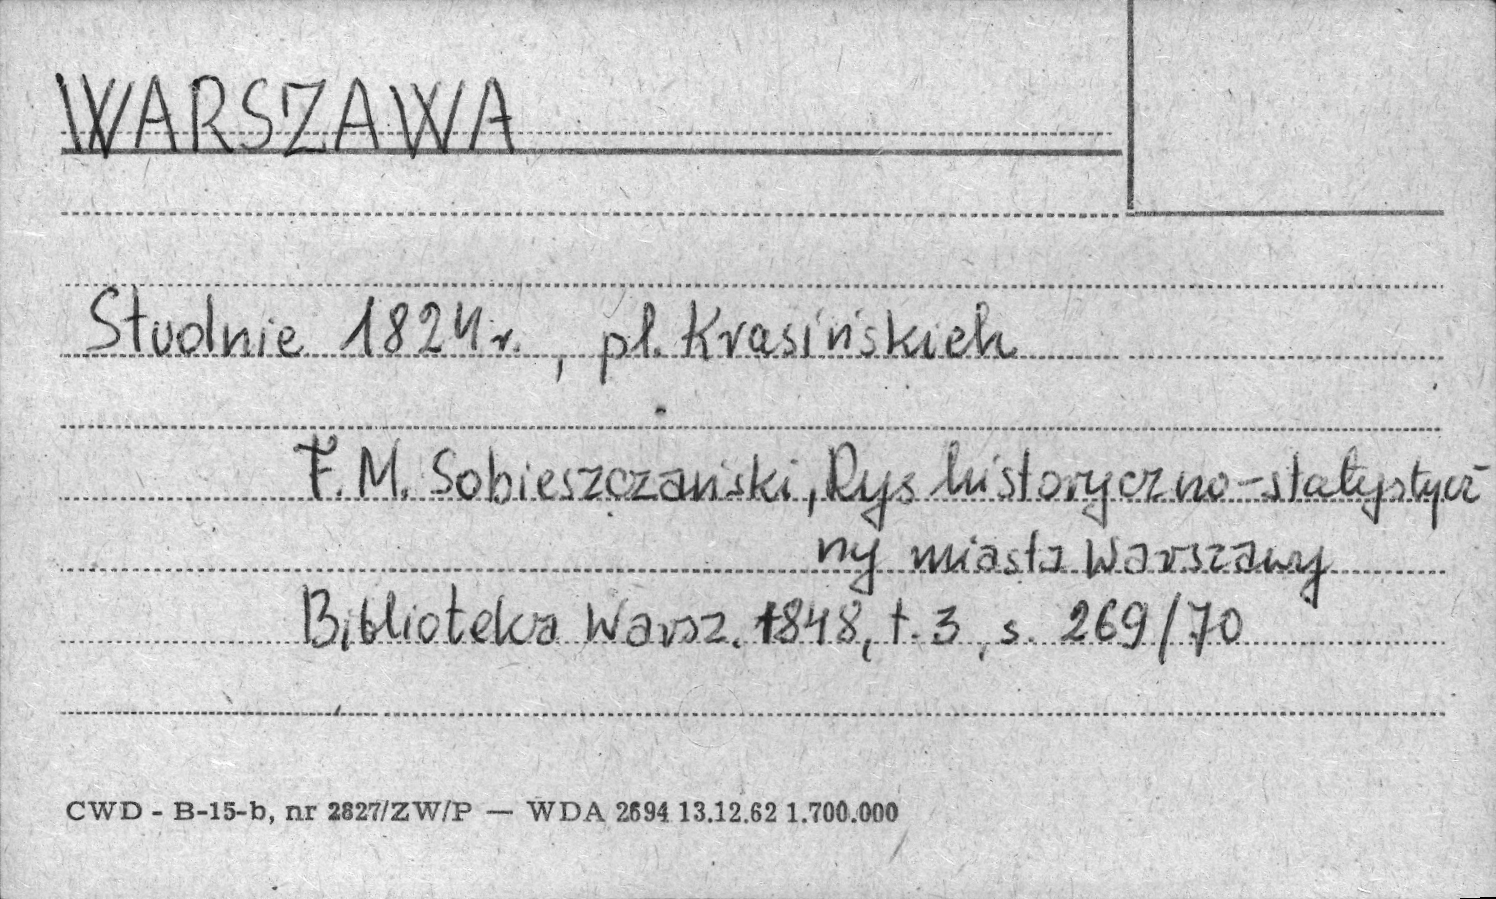 WARSZAWA
Studnie 1824 r., pl. Krasińskich
F. M. Sobieszczański, Rys historyczno-statystycz-
ny miasta Warszawy
Biblioteka Warsz. 1848, t. 3, s. 269/70
CWD - B-15-b, nr 2827/ZW/P — WDA 2694 13.12.62 1.700.000